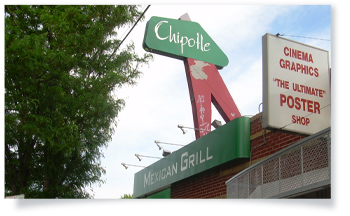 Chipotle
MEXICAN GRILL
CINEMA
GRAPHICS
"THE ULTIMATE"
POSTER
SHOP